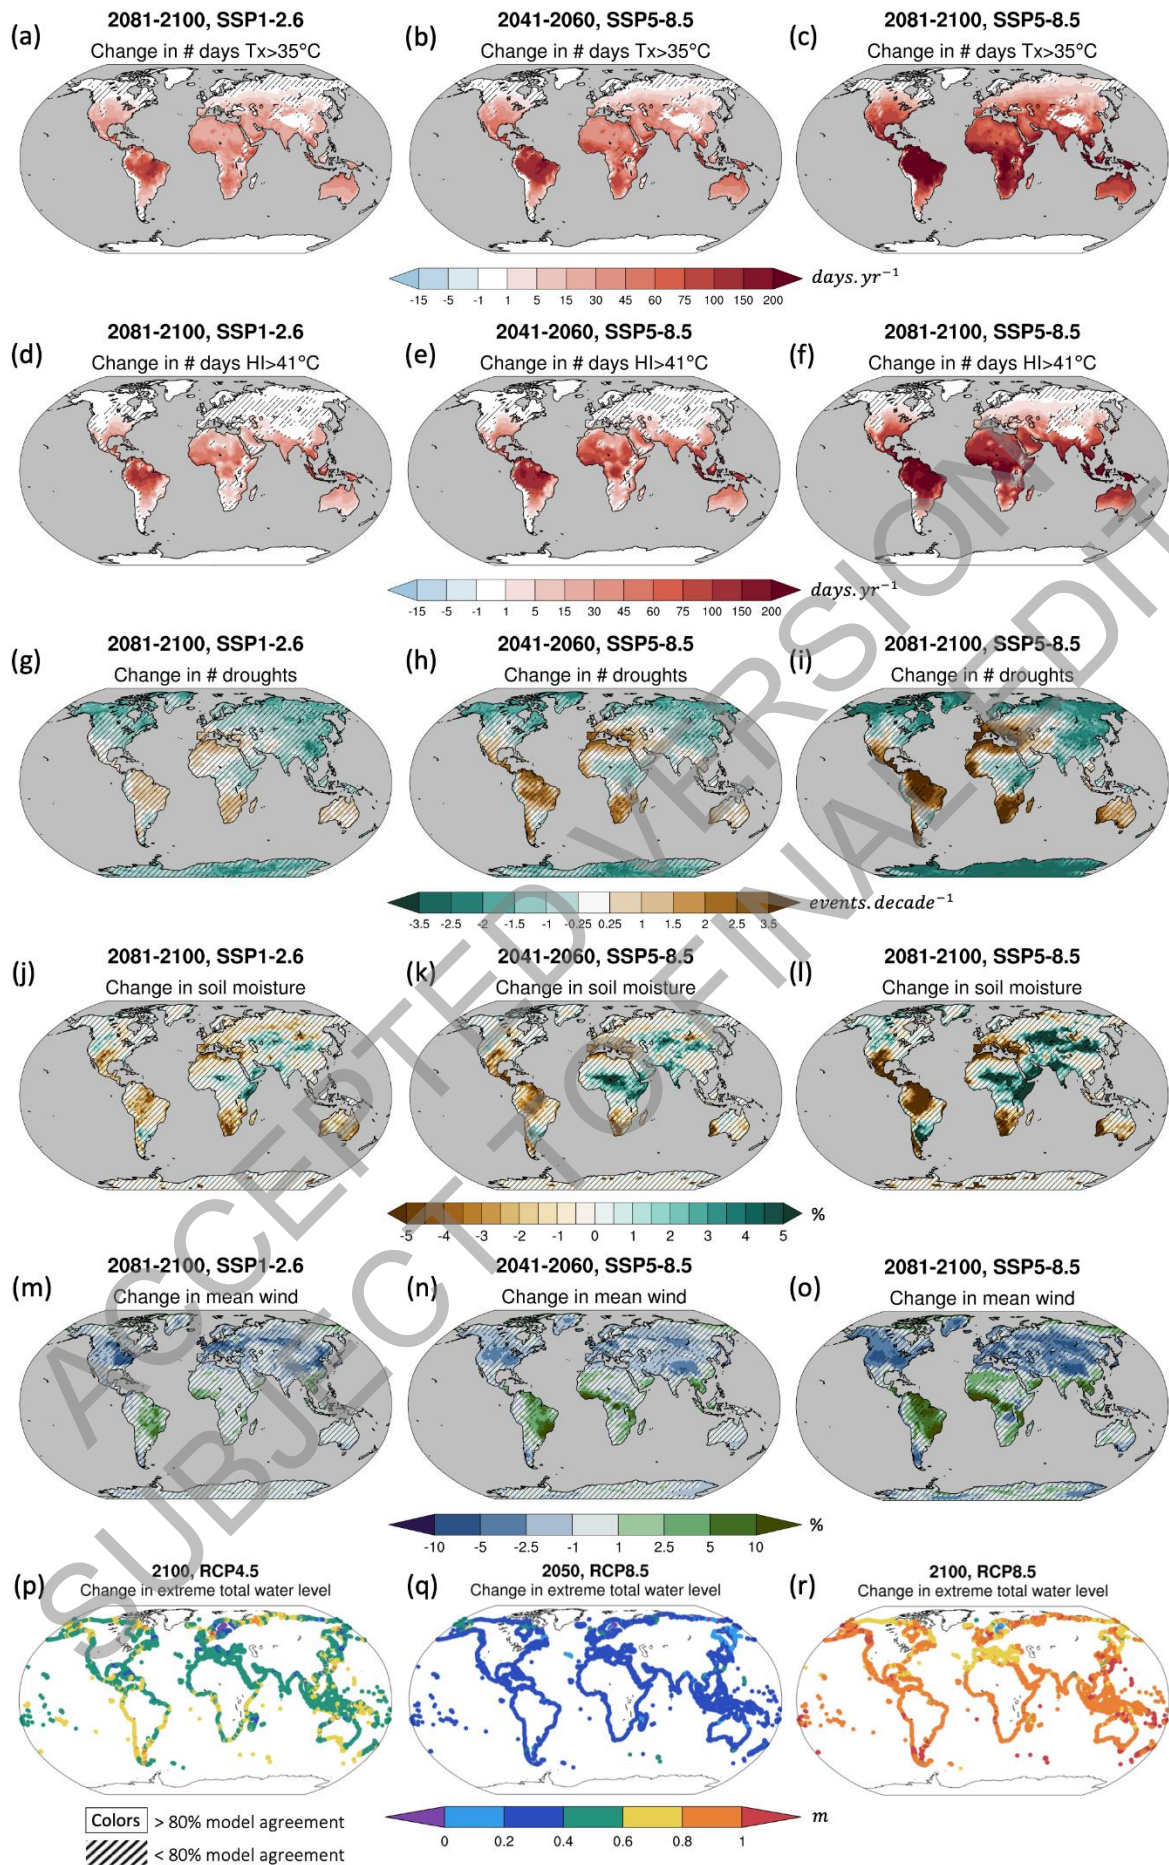 2081-2100, SSP1-2.6
2041-2060, SSP5-8.5
2081-2100, SSP5-8.5
(a)
(b)
(c)
Change in # days Tx>35°C
Change in # days Tx>35°C
Change in # days Tx>35°C
-15 -5 -1 1 5 15 30 45 60 75 100 150 200
days.yr⁻¹
2081-2100, SSP1-2.6
2041-2060, SSP5-8.5
2081-2100, SSP5-8.5
(d)
(e)
(f)
Change in # days HI>41°C
Change in # days HI>41°C
Change in # days HI>41°C
-15 -5 -1 1 5 15 30 45 60 75 100 150 200
days.yr⁻¹
2081-2100, SSP1-2.6
2041-2060, SSP5-8.5
2081-2100, SSP5-8.5
(g)
(h)
(i)
Change in # droughts
Change in # droughts
Change in # droughts
-3.5 -2.5 -2 -1.5 -1 -0.25 0.25 1 1.5 2 2.5 3.5
events.decade⁻¹
2081-2100, SSP1-2.6
2041-2060, SSP5-8.5
2081-2100, SSP5-8.5
(j)
(k)
(l)
Change in soil moisture
Change in soil moisture
Change in soil moisture
-5 -4 -3 -2 -1 0 1 2 3 4 5
%
2081-2100, SSP1-2.6
2041-2060, SSP5-8.5
2081-2100, SSP5-8.5
(m)
(n)
(o)
Change in mean wind
Change in mean wind
Change in mean wind
-10 -5 -2.5 -1 1 2.5 5 10
%
2100, RCP4.5
2050, RCP8.5
2100, RCP8.5
(p)
(q)
(r)
Change in extreme total water level
Change in extreme total water level
Change in extreme total water level
0 0.2 0.4 0.6 0.8 1
m
Colors > 80% model agreement
< 80% model agreement
ACCEPTED VERSION
SUBJECT TO FINAL EDIT